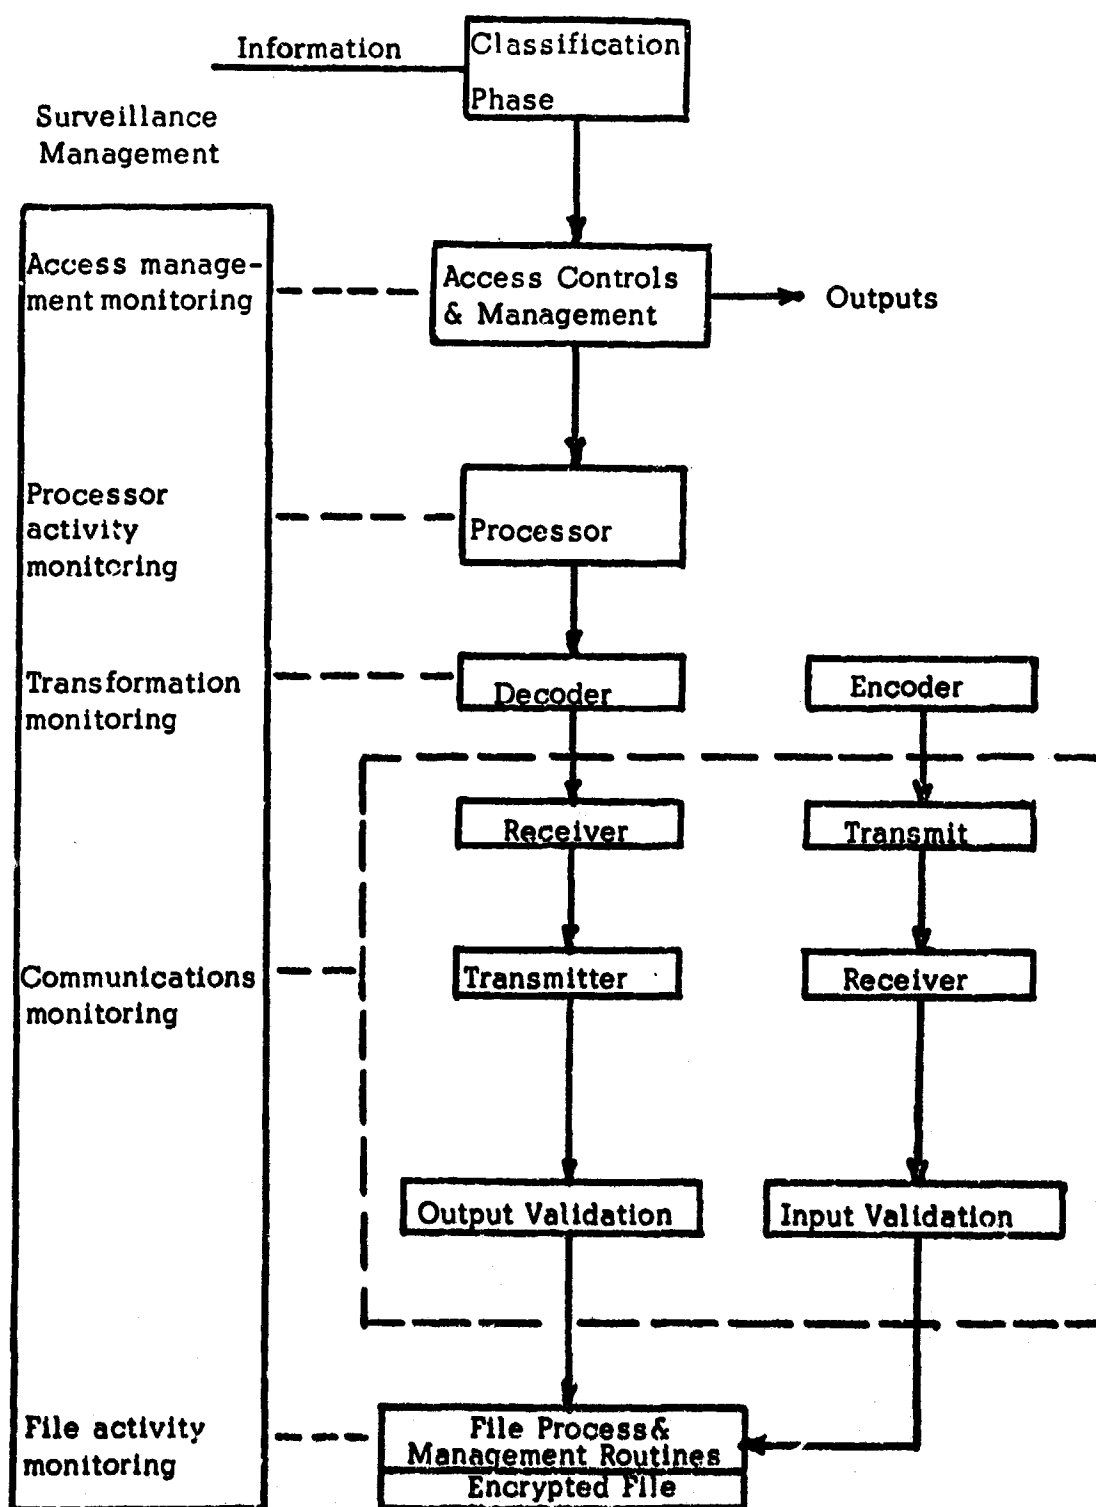 Information
Classification
Phase
Surveillance
Management
Access manage-
ment monitoring
Access Controls
& Management
Outputs
Processor
activity
monitoring
Processor
Transformation
monitoring
Decoder
Encoder
Receiver
Transmit
Communications
monitoring
Transmitter
Receiver
Output Validation
Input Validation
File activity
monitoring
File Process&
Management Routines
Encrypted File